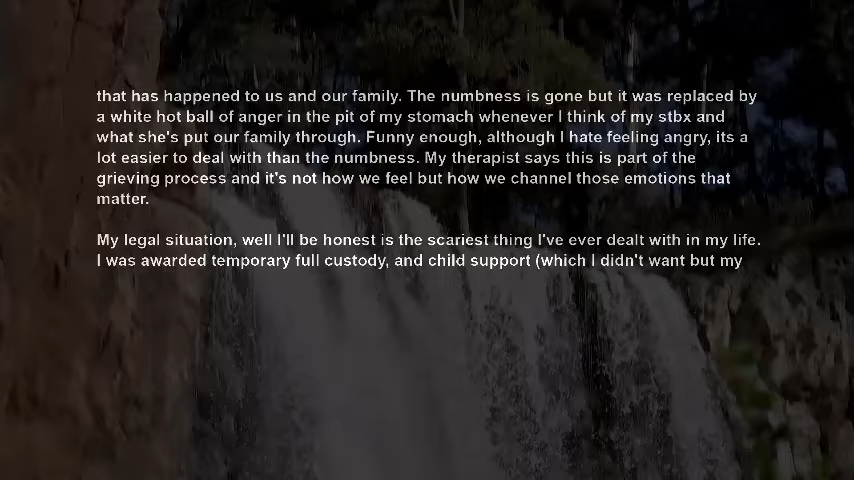 that has happened to us and our family. The numbness is gone but it was replaced by
a white hot ball of anger in the pit of my stomach whenever I think of my stbx and
what she's put our family through. Funny enough, although I hate feeling angry, its a
lot easier to deal with than the numbness. My therapist says this is part of the
grieving process and it's not how we feel but how we channel those emotions that
matter.
My legal situation, well I'll be honest is the scariest thing I've ever dealt with in my life.
I was awarded temporary full custody, and child support (which I didn't want but my